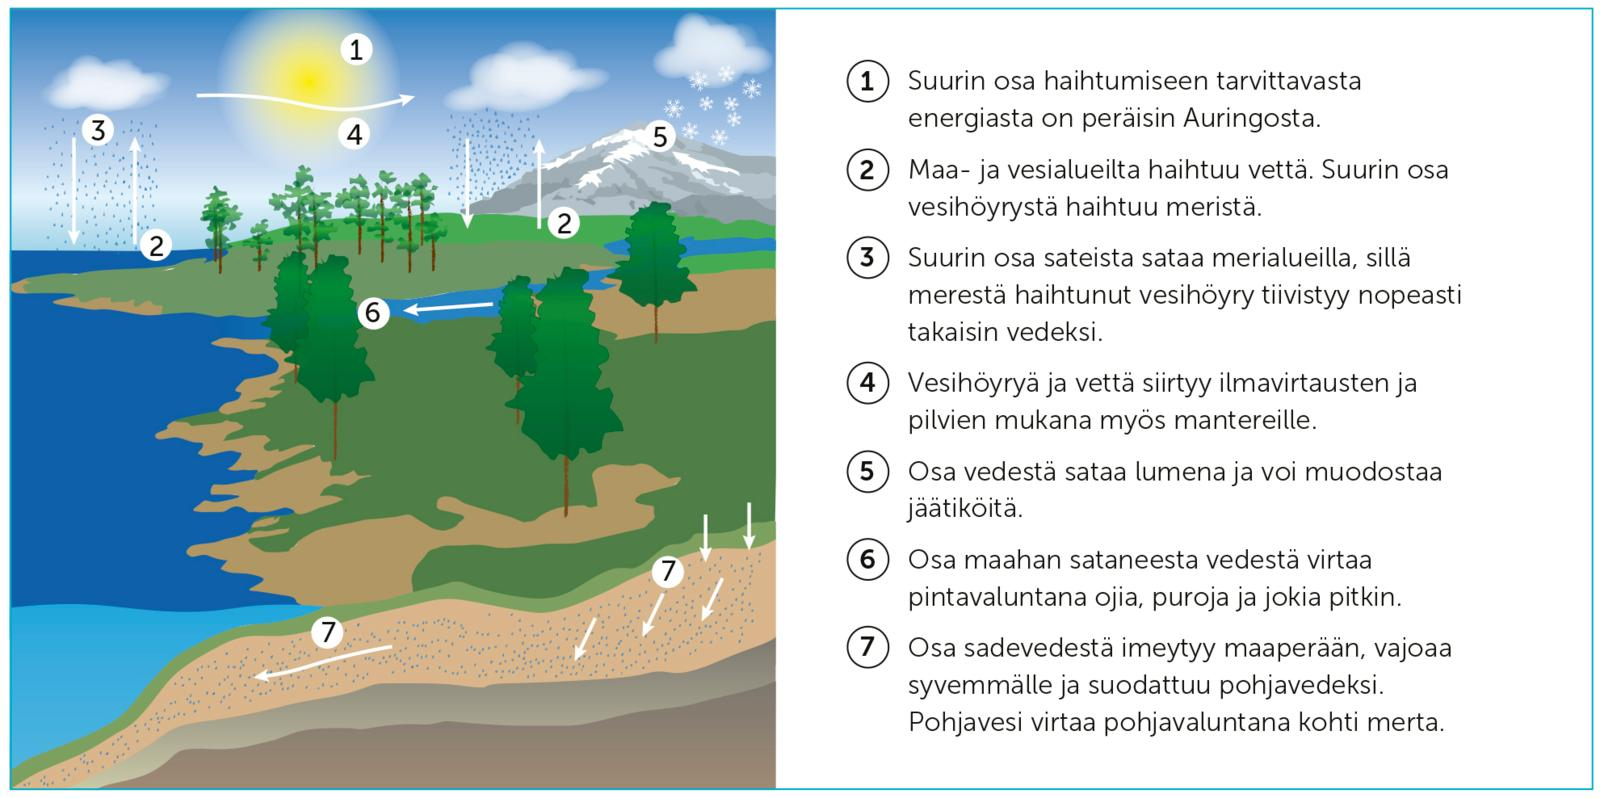 1
4
3
5
2
2
6
7
7
1 Suurin osa haihtumiseen tarvittavasta
energiasta on peräisin Auringosta.
2 Maa- ja vesialueilta haihtuu vettä. Suurin osa
vesihöyrystä haihtuu meristä.
3 Suurin osa sateista sataa merialueilla, sillä
merestä haihtunut vesihöyry tiivistyy nopeasti
takaisin vedeksi.
4 Vesihöyryä ja vettä siirtyy ilmavirtausten ja
pilvien mukana myös mantereille.
5 Osa vedestä sataa lumena ja voi muodostaa
jäätiköitä.
6 Osa maahan sataneesta vedestä virtaa
pintavaluntana ojia, puroja ja jokia pitkin.
7 Osa sadevedestä imeytyy maaperään, vajoaa
syvemmälle ja suodattuu pohjavedeksi.
Pohjavesi virtaa pohjavaluntana kohti merta.